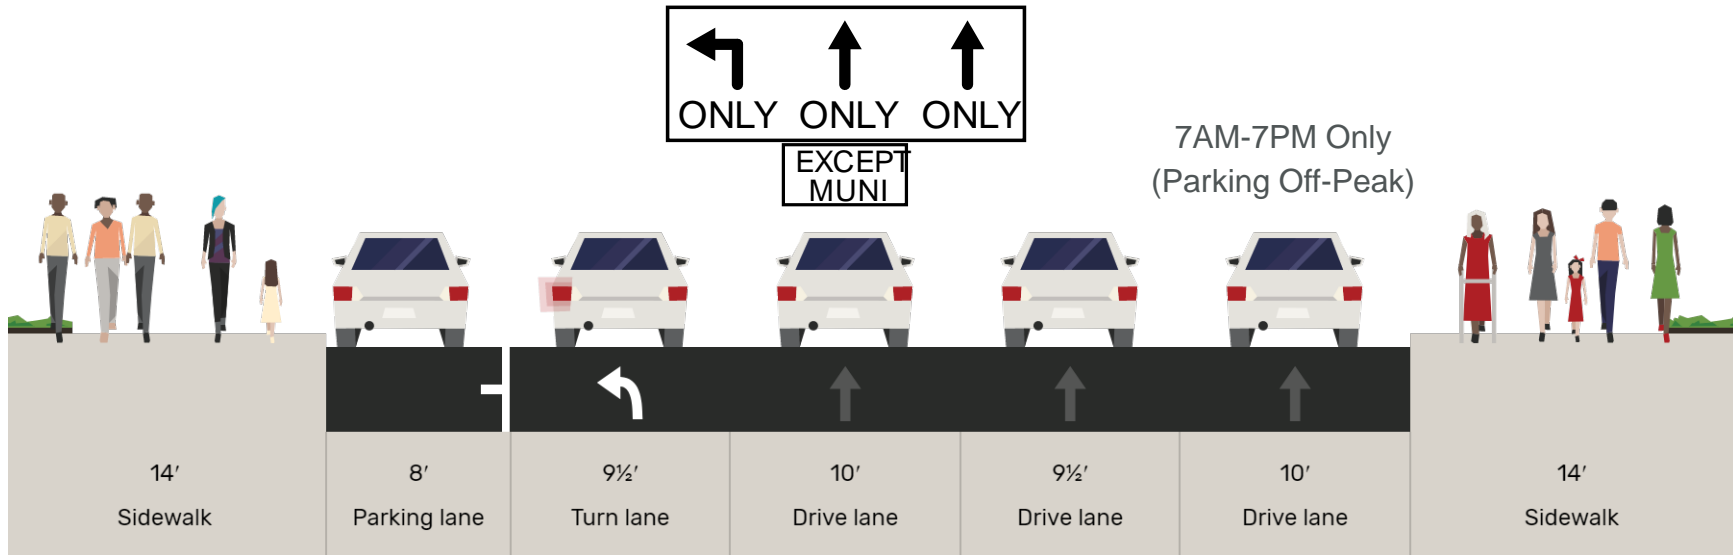 ONLY ONLY ONLY
EXCEPT
MUNI
7AM-7PM Only
(Parking Off-Peak)
14′ 8′ 9½′ 10′ 9½′ 10′ 14′
Sidewalk Parking lane Turn lane Drive lane Drive lane Drive lane Sidewalk